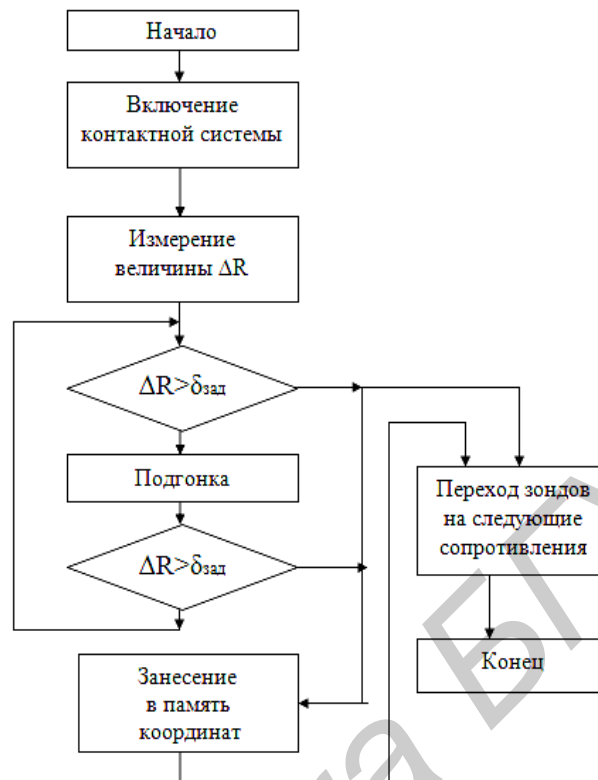 Начало
Включение
контактной системы
Измерение
величины ΔR
ΔR>δзад
Подгонка
ΔR>δзад
Переход зондов
на следующие
сопротивления
Конец
Занесение
в память
координат